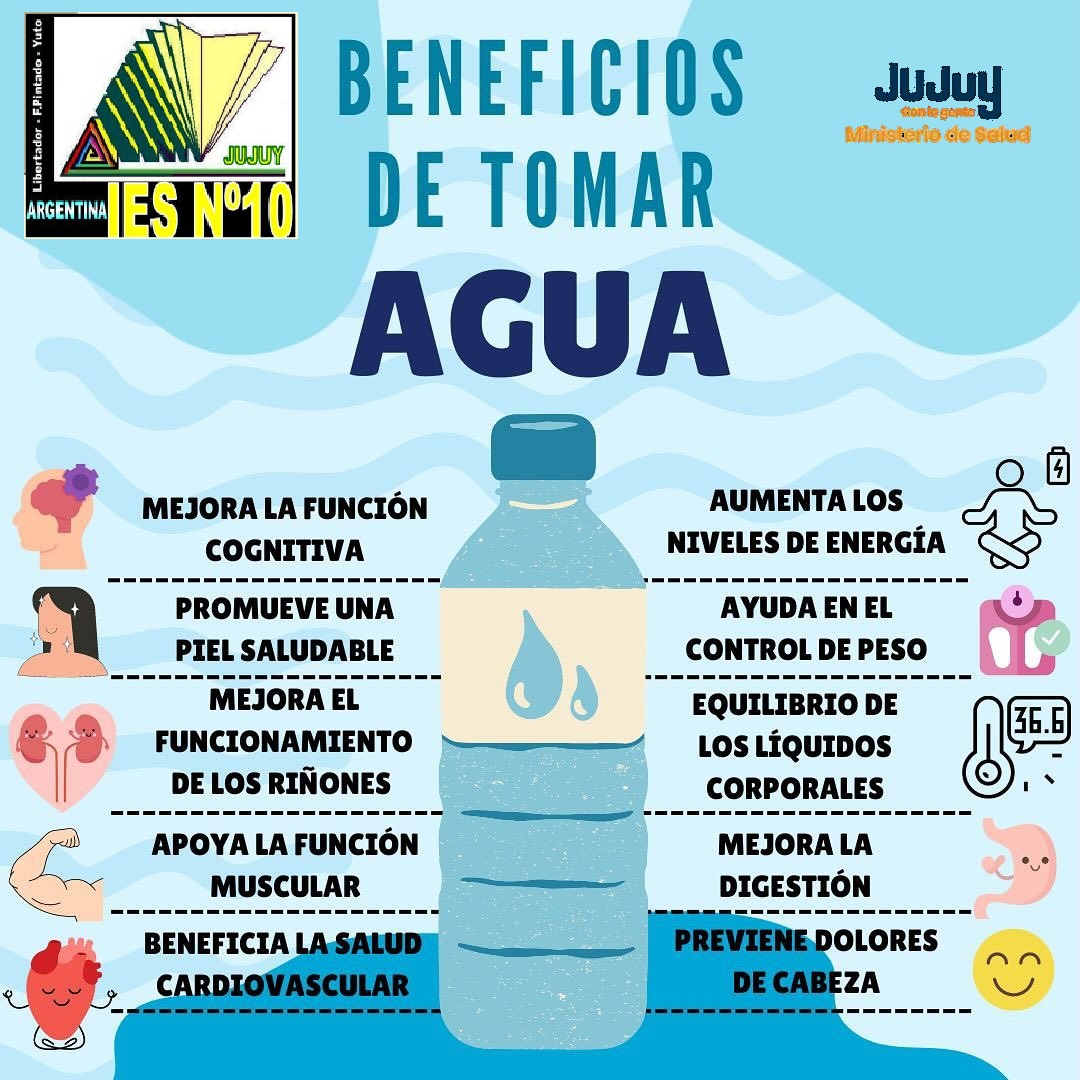 Libertador - F.Pintado - Yuto
JUJUY
ARGENTINA IES Nº10
BENEFICIOS
DE TOMAR
AGUA
JUJUY
Con la gente
Ministerio de Salud
MEJORA LA FUNCIÓN
COGNITIVA
PROMUEVE UNA
PIEL SALUDABLE
MEJORA EL
FUNCIONAMIENTO
DE LOS RIÑONES
APOYA LA FUNCIÓN
MUSCULAR
BENEFICIA LA SALUD
CARDIOVASCULAR
AUMENTA LOS
NIVELES DE ENERGÍA
AYUDA EN EL
CONTROL DE PESO
EQUILIBRIO DE
LOS LÍQUIDOS
CORPORALES
36.6
MEJORA LA
DIGESTIÓN
PREVIENE DOLORES
DE CABEZA